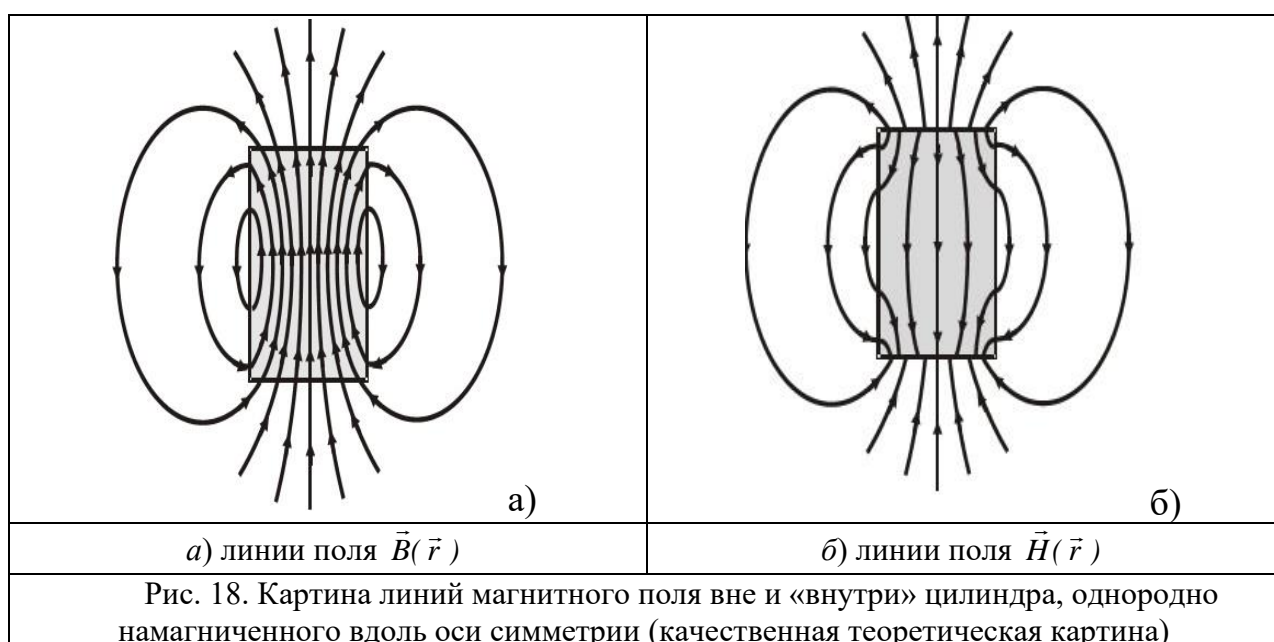 а)
б)
а) линии поля B⃗( r⃗ )
б) линии поля H⃗( r⃗ )
Рис. 18. Картина линий магнитного поля вне и «внутри» цилиндра, однородно
намагниченного вдоль оси симметрии (качественная теоретическая картина)